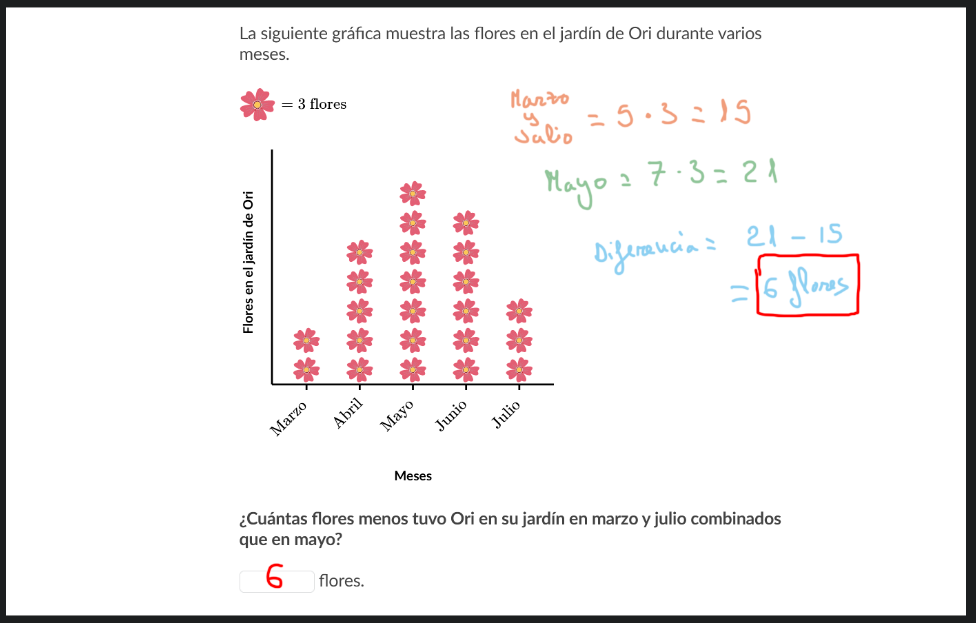 La siguiente gráfica muestra las flores en el jardín de Ori durante varios
meses.
= 3 flores
Marzo
y
Julio
= 5 · 3 = 15
Mayo = 7 · 3 = 21
Diferencia = 21 - 15
= 6 flores
Flores en el jardín de Ori
Marzo
Abril
Mayo
Junio
Julio
Meses
¿Cuántas flores menos tuvo Ori en su jardín en marzo y julio combinados
que en mayo?
6 flores.